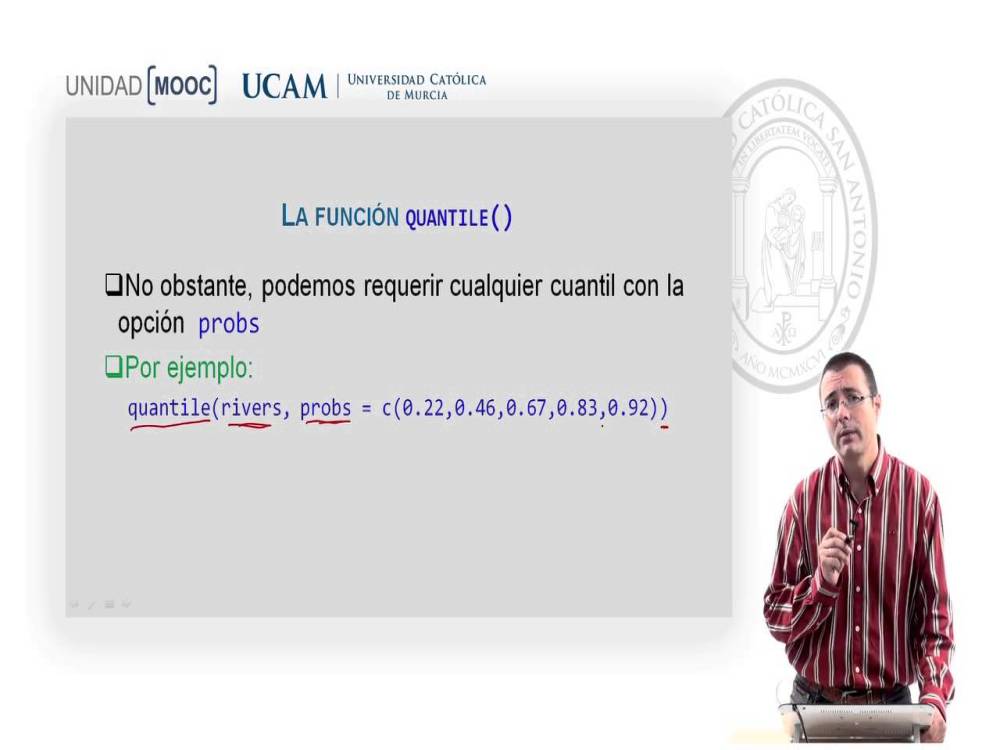 UNIDAD [MOOC] UCAM | UNIVERSIDAD CATÓLICA
DE MURCIA
CATÓLICA SAN ANTONIO
IN LIBERTATEM VOCATI
AÑO MCMXCVI
LA FUNCIÓN QUANTILE()
❑No obstante, podemos requerir cualquier cuantil con la
opción probs
❑Por ejemplo:
quantile(rivers, probs = c(0.22,0.46,0.67,0.83,0.92))